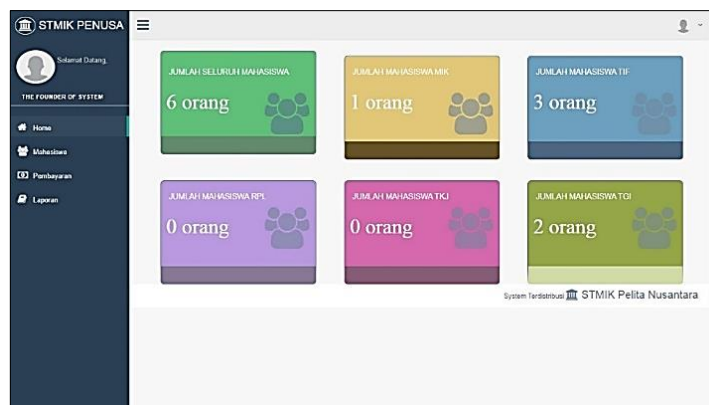 STMIK PENUSA
Selamat Datang,
THE FOUNDER OF SYSTEM
Home
Mahasiswa
Pembayaran
Laporan
JUMLAH SELURUH MAHASISWA
6 orang
JUMLAH MAHASISWA MIK
1 orang
JUMLAH MAHASISWA TIF
3 orang
JUMLAH MAHASISWA RPL
0 orang
JUMLAH MAHASISWA TKJ
0 orang
JUMLAH MAHASISWA TGI
2 orang
System Terdistribusi STMIK Pelita Nusantara